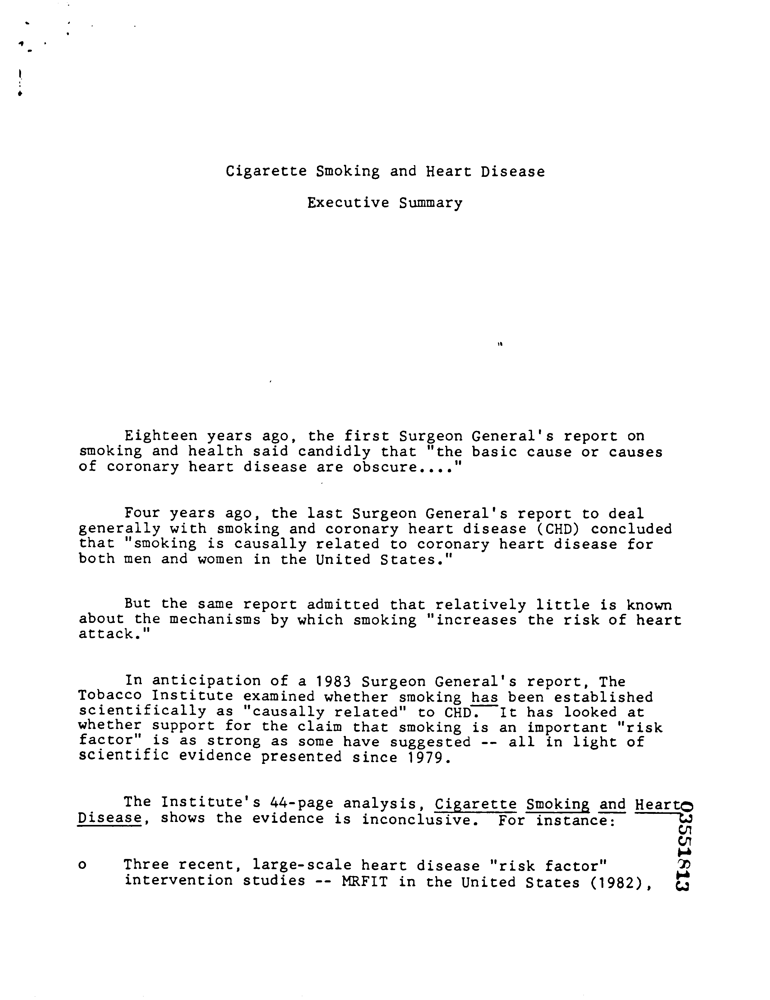 Cigarette Smoking and Heart Disease
Executive Summary
Eighteen years ago, the first Surgeon General's report on
smoking and health said candidly that "the basic cause or causes
of coronary heart disease are obscure...."
Four years ago, the last Surgeon General's report to deal
generally with smoking and coronary heart disease (CHD) concluded
that "smoking is causally related to coronary heart disease for
both men and women in the United States."
But the same report admitted that relatively little is known
about the mechanisms by which smoking "increases the risk of heart
attack."
In anticipation of a 1983 Surgeon General's report, The
Tobacco Institute examined whether smoking has been established
scientifically as "causally related" to CHD. It has looked at
whether support for the claim that smoking is an important "risk
factor" is as strong as some have suggested -- all in light of
scientific evidence presented since 1979.
The Institute's 44-page analysis, Cigarette Smoking and Heart
Disease, shows the evidence is inconclusive. For instance:
o Three recent, large-scale heart disease "risk factor"
intervention studies -- MRFIT in the United States (1982),
03551813